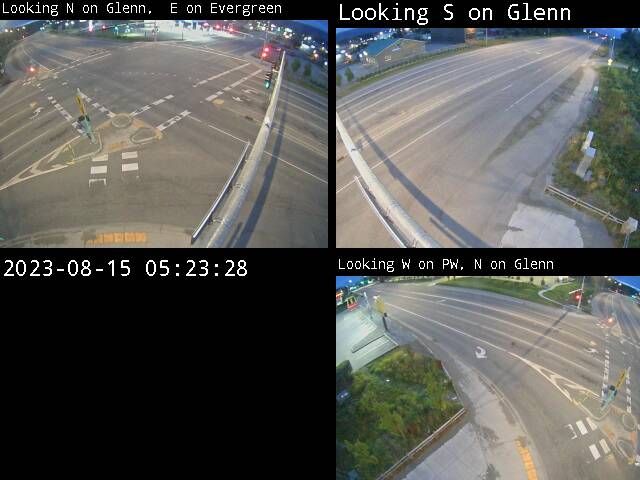 Looking N on Glenn,  E on Evergreen
Looking S on Glenn
2023-08-15 05:23:28
Looking W on PW, N on Glenn